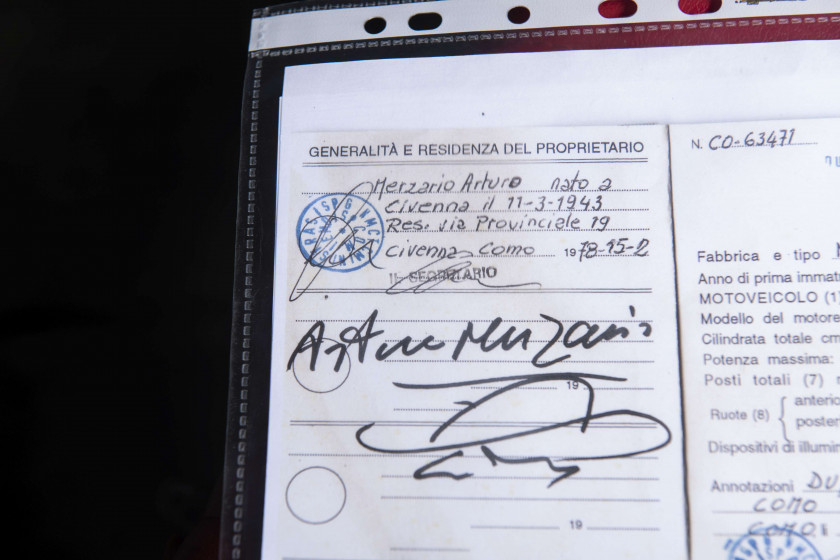 GENERALITÀ E RESIDENZA DEL PROPRIETARIO
Merzario Arturo nato a
Civenna il 11-3-1943
Res. via Provinciale 19
Civenna Como 1978-15-2
IL SEGRETARIO
Arturo Merzario
19
19
N. CO-63471
Fabbrica e tipo
Anno di prima immat
MOTOVEICOLO (1)
Modello del motore
Cilindrata totale cm
Potenza massima:
Posti totali (7)
Ruote (8) { anterio
poster
Dispositivi di illumin
Annotazioni DU
COMO
COMO